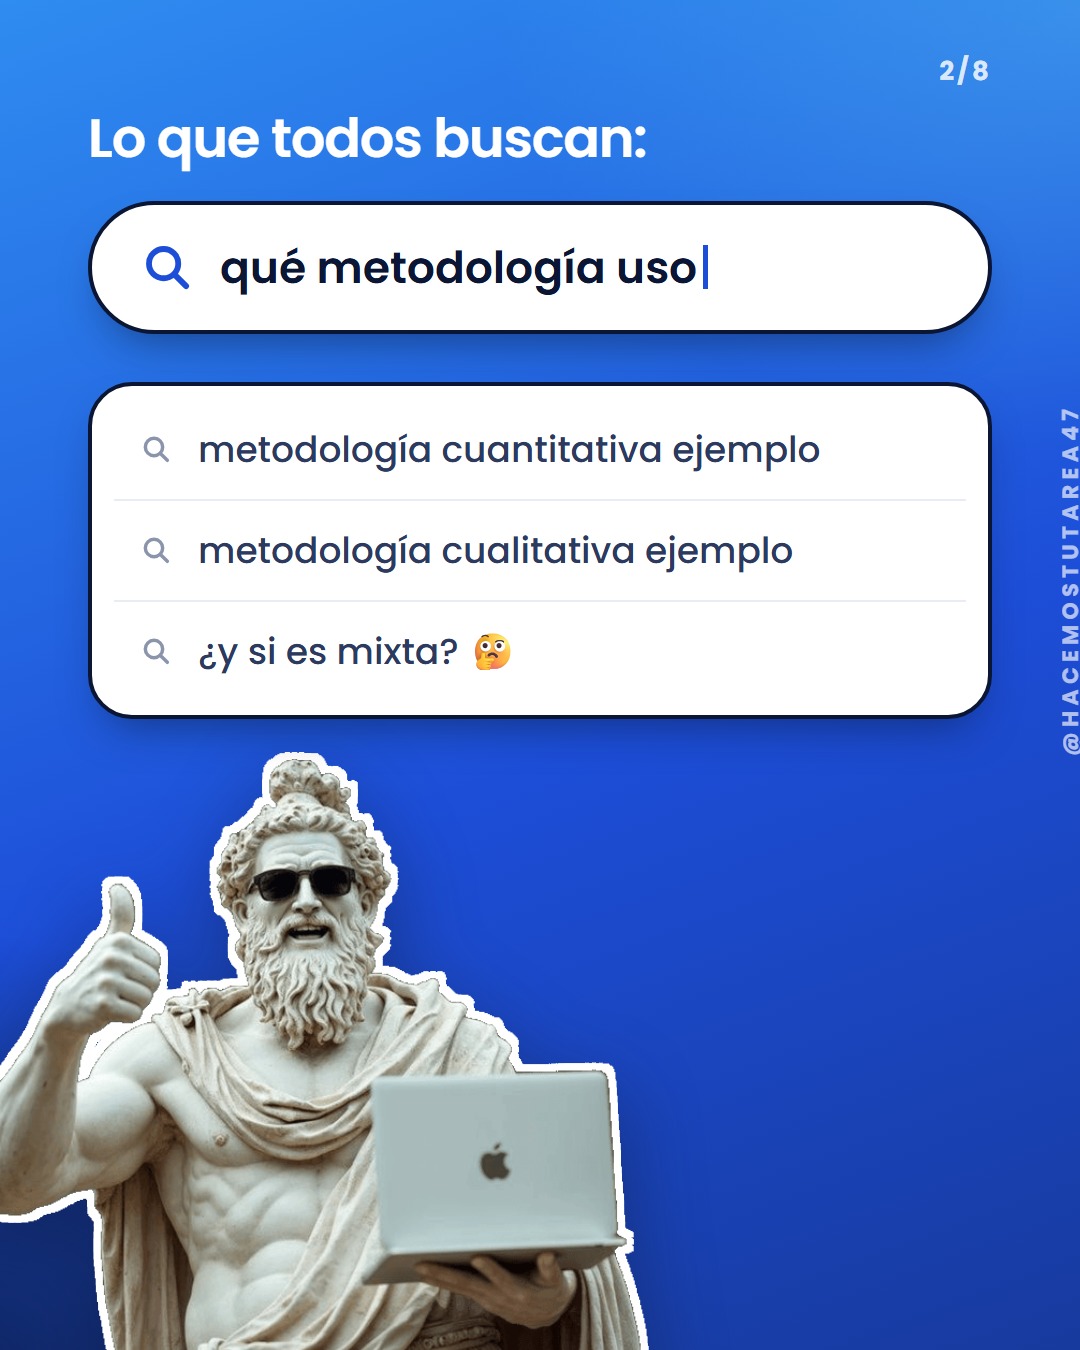 2/8
Lo que todos buscan:
qué metodología uso
metodología cuantitativa ejemplo
metodología cualitativa ejemplo
¿y si es mixta? 🤔
@HACEMOSTUTAREA47